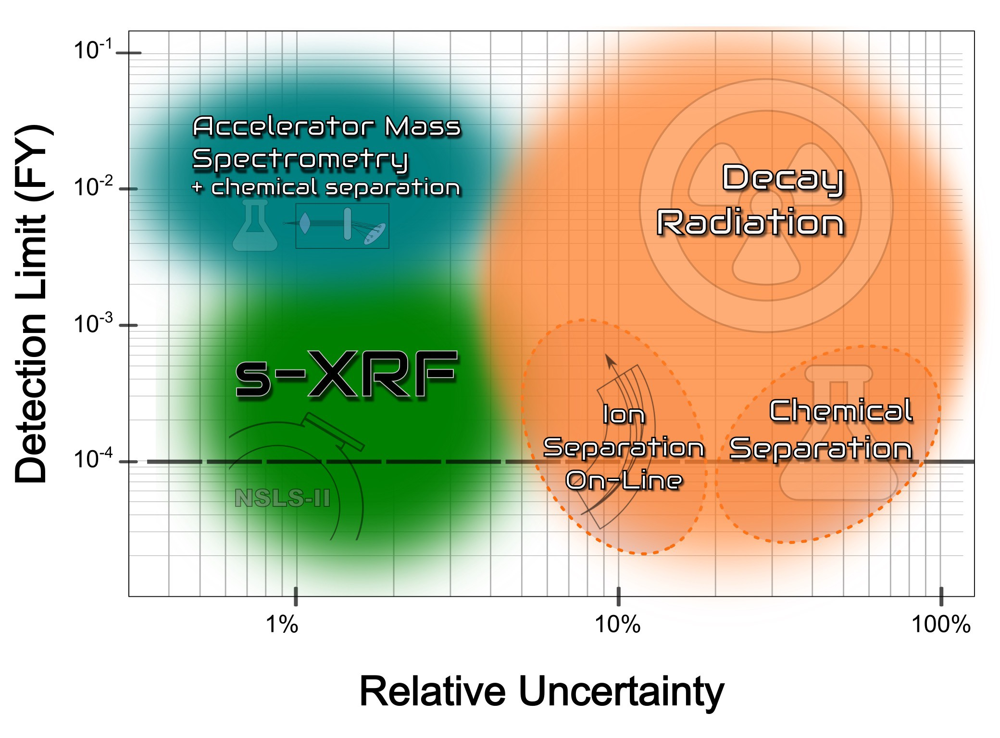 Detection Limit (FY)
10-1
10-2
10-3
10-4
Accelerator Mass
Spectrometry
+ chemical separation
Decay
Radiation
s-XRF
NSLS-II
Ion
Separation
On-Line
Chemical
Separation
1%
10%
100%
Relative Uncertainty